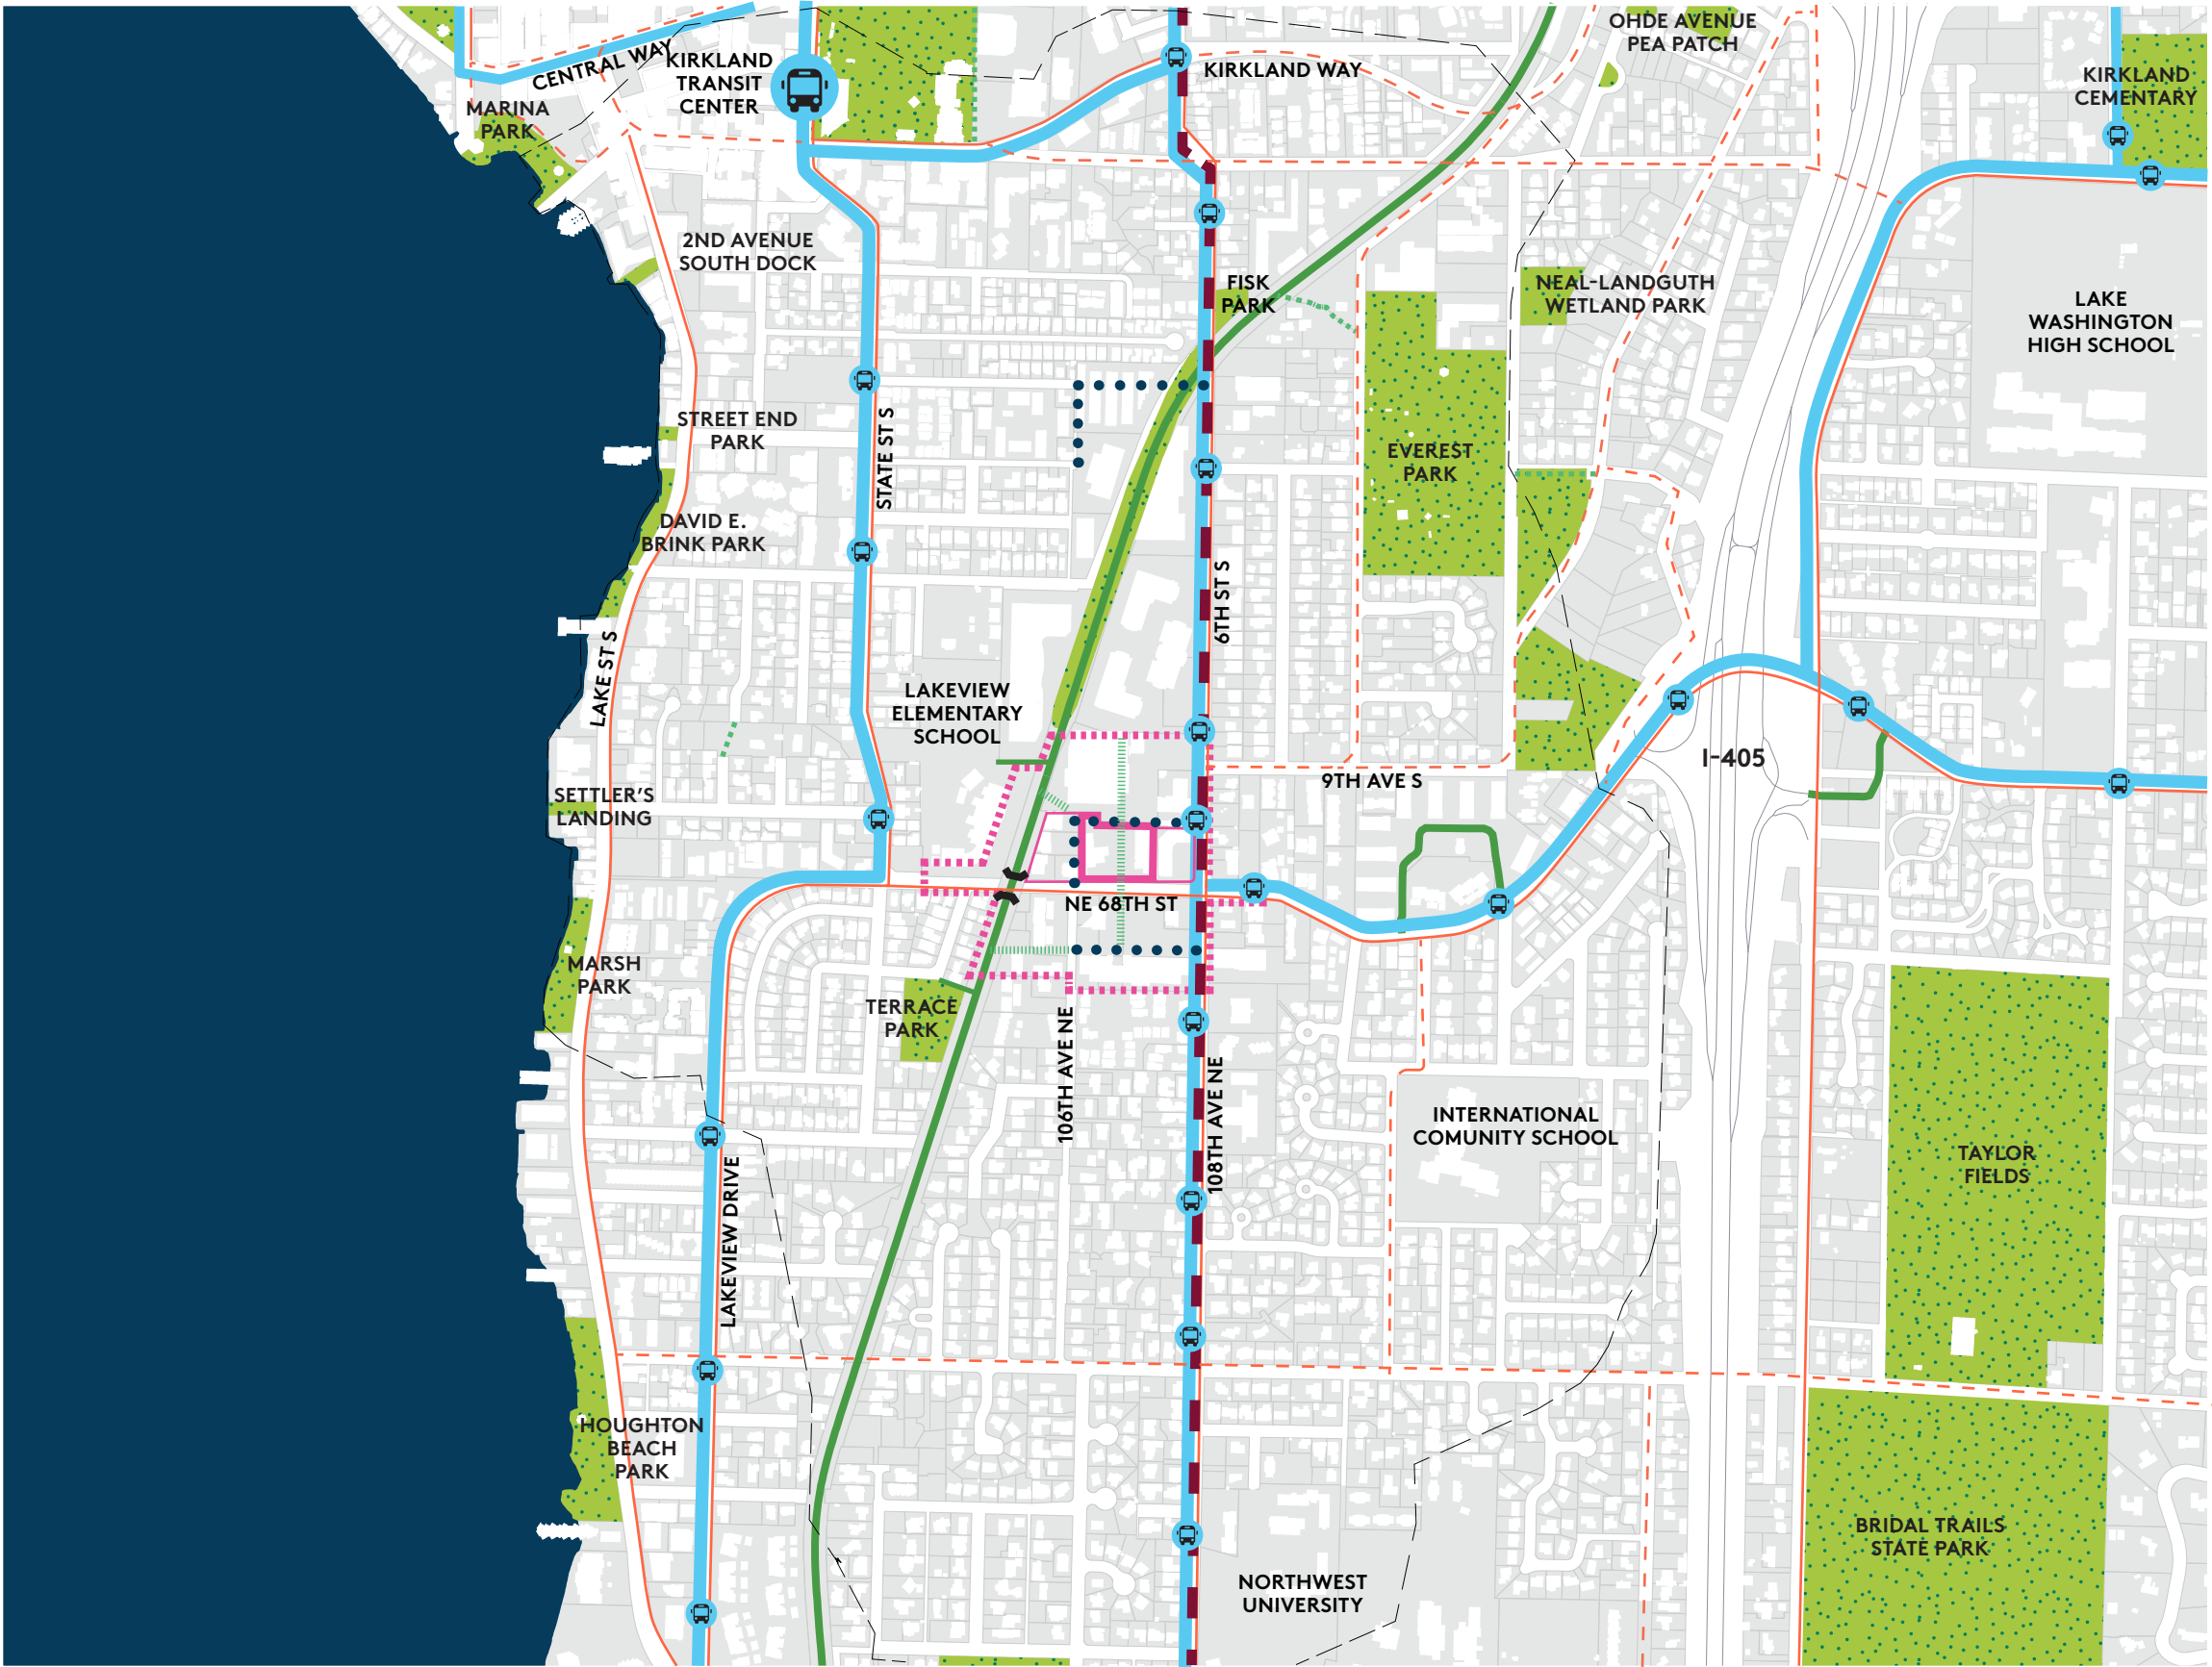 OHDE AVENUE
PEA PATCH
CENTRAL WAY
KIRKLAND
TRANSIT
CENTER
KIRKLAND WAY
KIRKLAND
CEMENTARY
MARINA
PARK
2ND AVENUE
SOUTH DOCK
FISK
PARK
NEAL-LANDGUTH
WETLAND PARK
LAKE
WASHINGTON
HIGH SCHOOL
STREET END
PARK
STATE ST S
EVEREST
PARK
DAVID E.
BRINK PARK
6TH ST S
LAKE ST S
LAKEVIEW
ELEMENTARY
SCHOOL
I-405
9TH AVE S
SETTLER'S
LANDING
NE 68TH ST
MARSH
PARK
TERRACE
PARK
106TH AVE NE
108TH AVE NE
INTERNATIONAL
COMUNITY SCHOOL
TAYLOR
FIELDS
LAKEVIEW DRIVE
HOUGHTON
BEACH
PARK
BRIDAL TRAILS
STATE PARK
NORTHWEST
UNIVERSITY